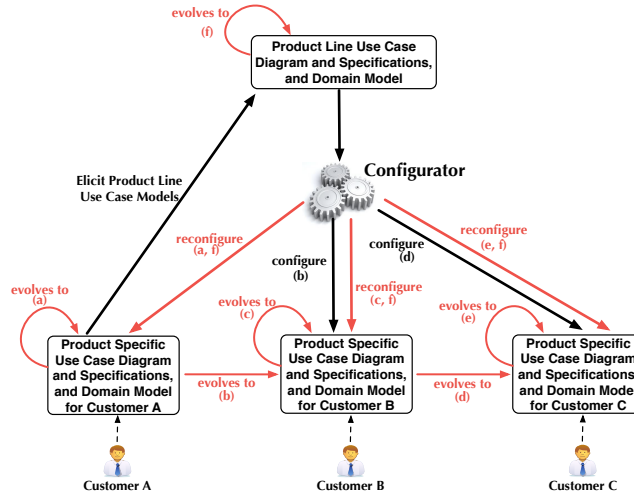 evolves to
(f)
Product Line Use Case
Diagram and Specifications,
and Domain Model
Configurator
Elicit Product Line
Use Case Models
reconfigure
(a, f)
configure
(b)
reconfigure
(c, f)
configure
(d)
reconfigure
(e, f)
evolves to
(a)
Product Specific
Use Case Diagram
and Specifications,
and Domain Model
for Customer A
evolves to
(b)
evolves to
(c)
Product Specific
Use Case Diagram
and Specifications,
and Domain Model
for Customer B
evolves to
(d)
evolves to
(e)
Product Specific
Use Case Diagram
and Specifications,
and Domain Model
for Customer C
Customer A
Customer B
Customer C